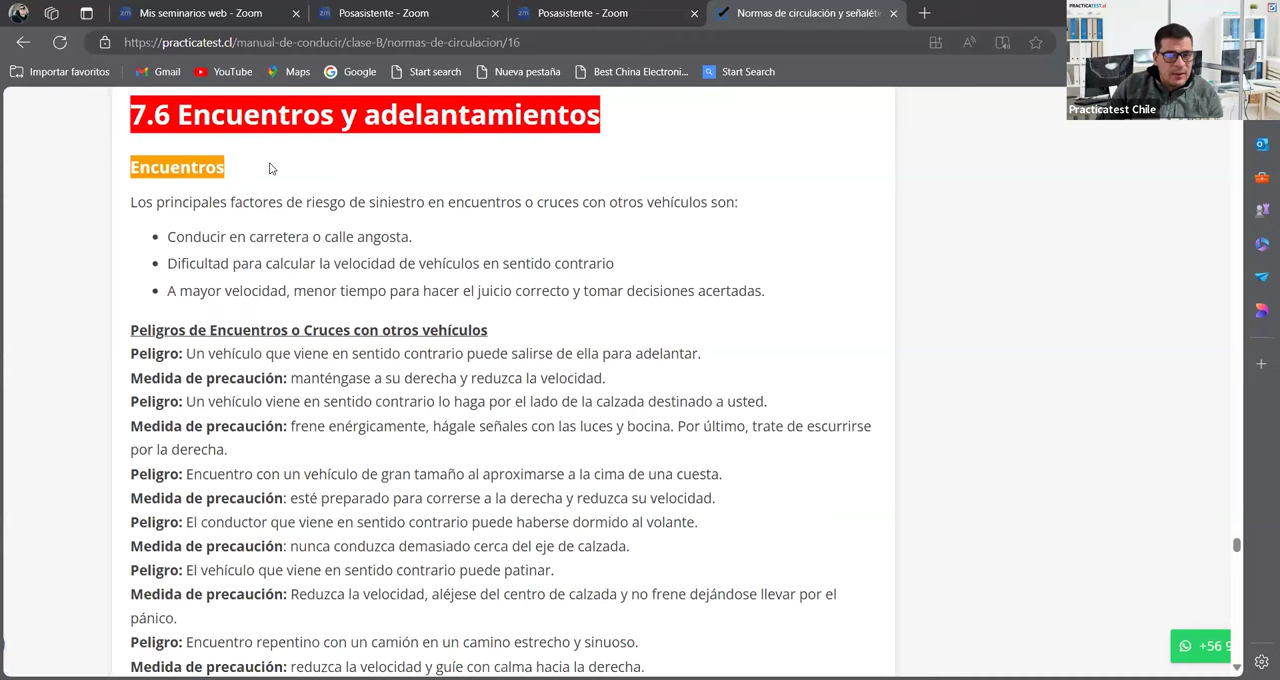 Mis seminarios web - Zoom
Posasistente - Zoom
Posasistente - Zoom
Normas de circulación y señaléti
https://practicatest.cl/manual-de-conducir/clase-B/normas-de-circulacion/16
Importar favoritos
Gmail
YouTube
Maps
Google
Start search
Nueva pestaña
Best China Electroni...
Start Search
PRACTICATEST.cl
Practicatest Chile
7.6 Encuentros y adelantamientos
Encuentros
Los principales factores de riesgo de siniestro en encuentros o cruces con otros vehículos son:
• Conducir en carretera o calle angosta.
• Dificultad para calcular la velocidad de vehículos en sentido contrario
• A mayor velocidad, menor tiempo para hacer el juicio correcto y tomar decisiones acertadas.
Peligros de Encuentros o Cruces con otros vehículos
Peligro: Un vehículo que viene en sentido contrario puede salirse de ella para adelantar.
Medida de precaución: manténgase a su derecha y reduzca la velocidad.
Peligro: Un vehículo viene en sentido contrario lo haga por el lado de la calzada destinado a usted.
Medida de precaución: frene enérgicamente, hágale señales con las luces y bocina. Por último, trate de escurrirse
por la derecha.
Peligro: Encuentro con un vehículo de gran tamaño al aproximarse a la cima de una cuesta.
Medida de precaución: esté preparado para correrse a la derecha y reduzca su velocidad.
Peligro: El conductor que viene en sentido contrario puede haberse dormido al volante.
Medida de precaución: nunca conduzca demasiado cerca del eje de calzada.
Peligro: El vehículo que viene en sentido contrario puede patinar.
Medida de precaución: Reduzca la velocidad, aléjese del centro de calzada y no frene dejándose llevar por el
pánico.
Peligro: Encuentro repentino con un camión en un camino estrecho y sinuoso.
Medida de precaución: reduzca la velocidad y guíe con calma hacia la derecha.
+56 9